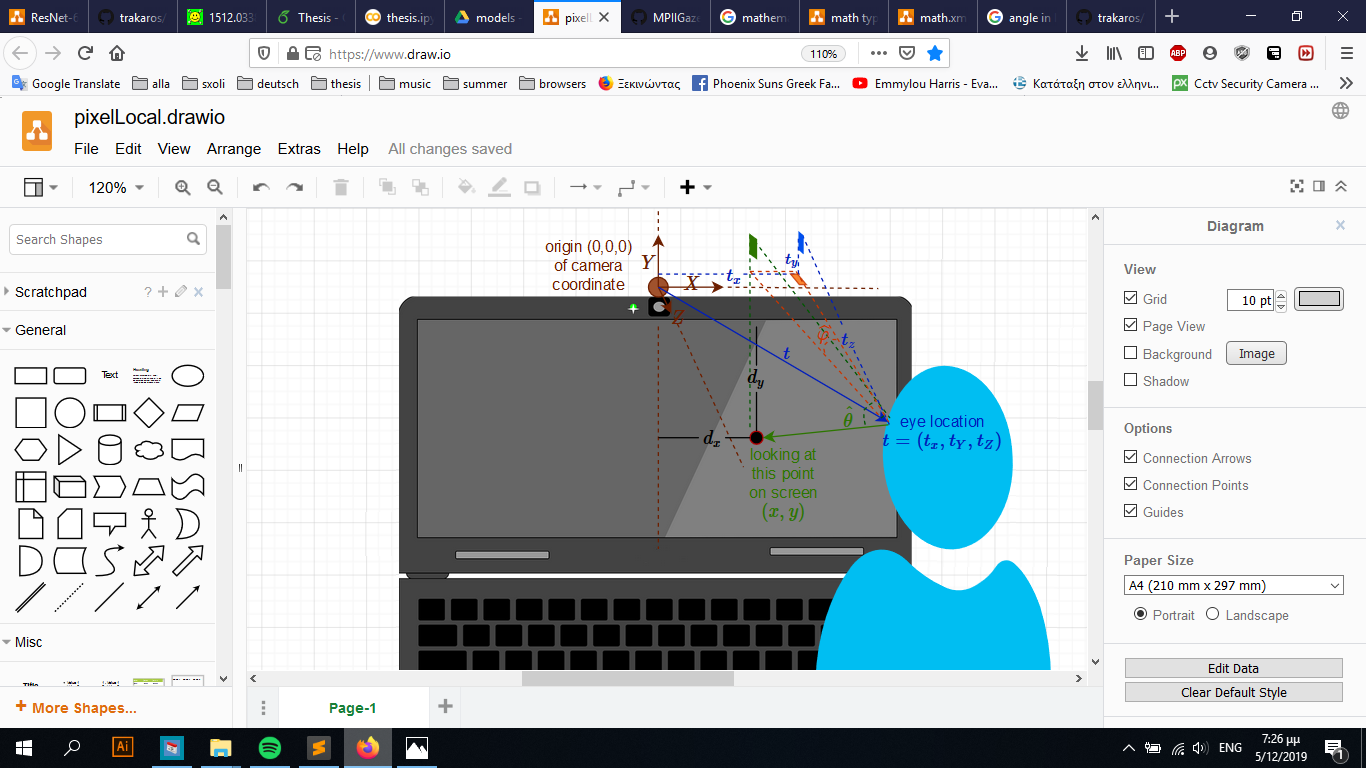 ResNet-
trakaros/
1512.033
Thesis -
thesis.ipy
models -
pixel
MPIIGaz
mathem
math typ
math.xm
angle in
trakaros/
https://www.draw.io
110%
Google Translate
alla
sxoli
deutsch
thesis
music
summer
browsers
Ξεκινώντας
Phoenix Suns Greek Fa...
Emmylou Harris - Eva...
Κατάταξη στον ελληνι...
Cctv Security Camera ...
pixelLocal.drawio
File Edit View Arrange Extras Help All changes saved
120%
Search Shapes
Scratchpad
General
Text
Heading
Misc
Title
+ More Shapes...
origin (0,0,0)
of camera
coordinate
Y
X
Z
t_x
t_y
t_z
t
φ̂
θ̂
d_y
d_x
eye location
t = (t_x, t_Y, t_Z)
looking at
this point
on screen
(x, y)
Page-1
Diagram
View
Grid 10 pt
Page View
Background Image
Shadow
Options
Connection Arrows
Connection Points
Guides
Paper Size
A4 (210 mm x 297 mm)
Portrait Landscape
Edit Data
Clear Default Style
Ai
ENG
7:26 μμ
5/12/2019
1